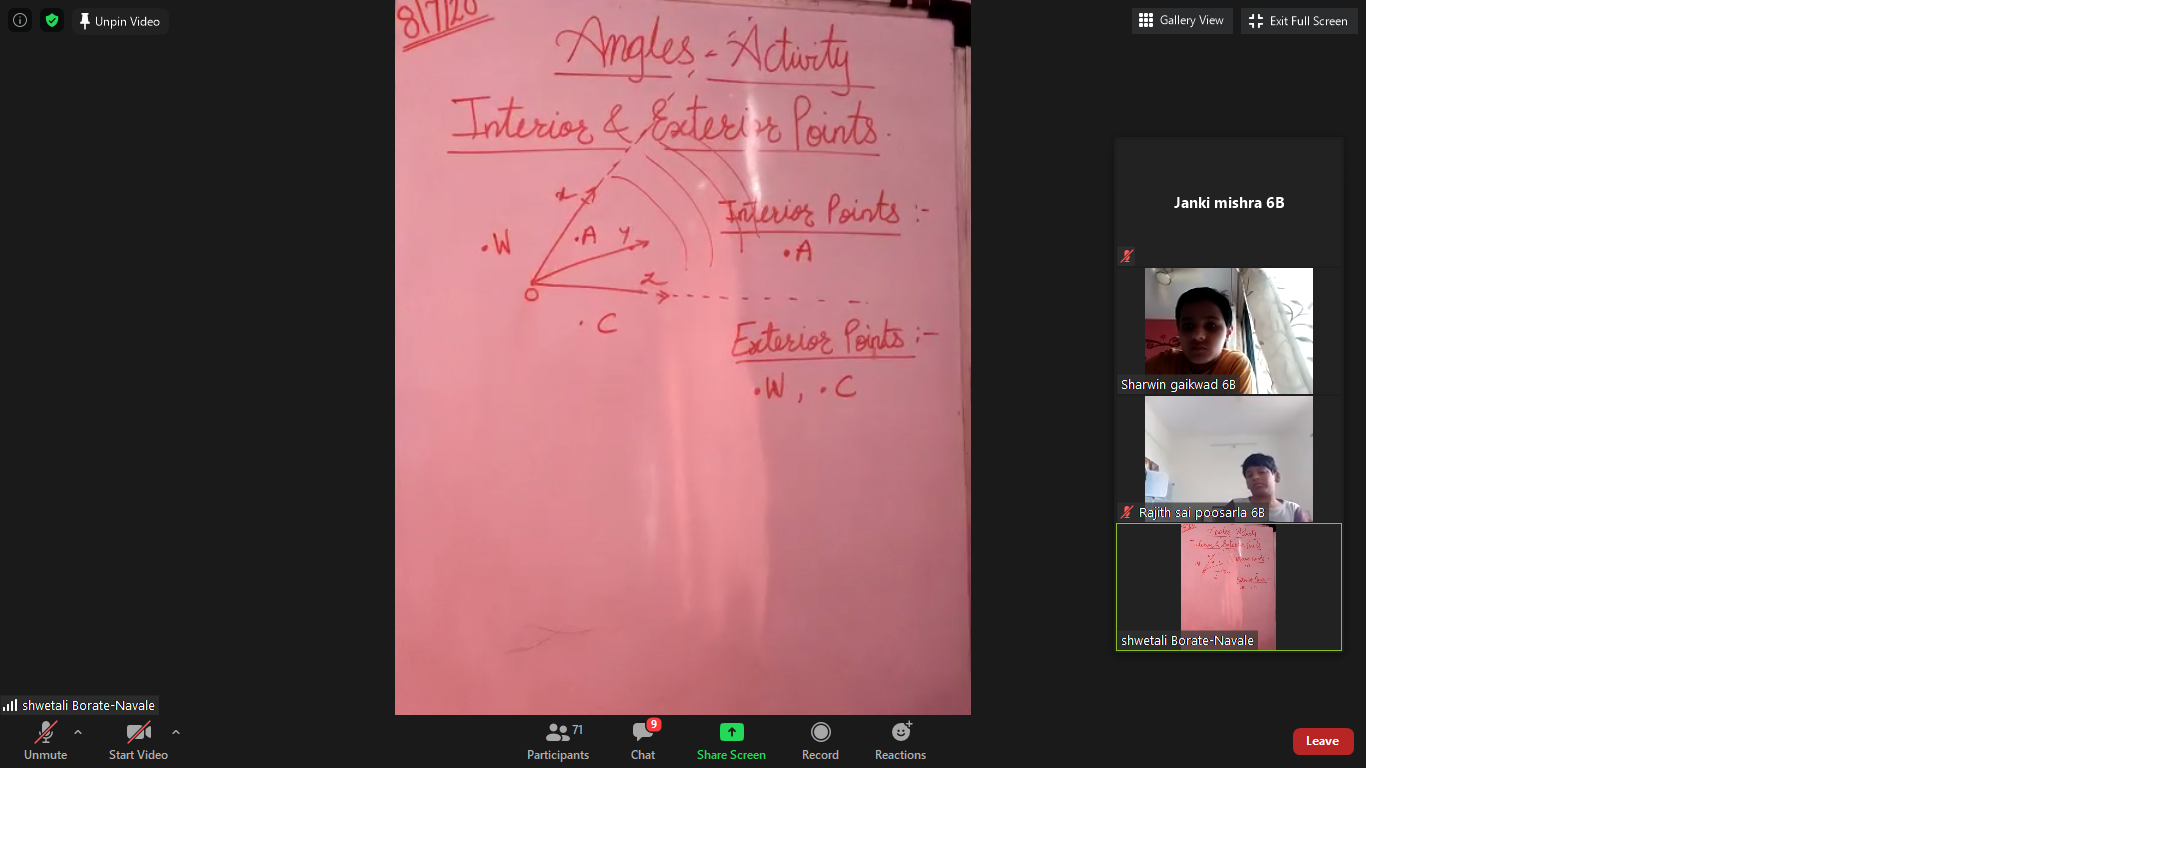 Unpin Video
Gallery View
Exit Full Screen
8/7/20
Angles - Activity
Interior & Exterior Points.
x
•W
•A y
Interior Points :-
•A
z
O
•C
Exterior Points :-
•W, •C
Janki mishra 6B
Sharwin gaikwad 6B
Rajith sai poosarla 6B
shwetali Borate-Navale
shwetali Borate-Navale
Unmute
Start Video
Participants
71
Chat
9
Share Screen
Record
Reactions
Leave